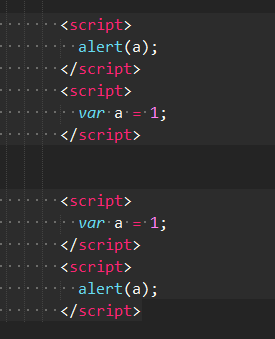 <script>
alert(a);
</script>
<script>
var a = 1;
</script>
<script>
var a = 1;
</script>
<script>
alert(a);
</script>